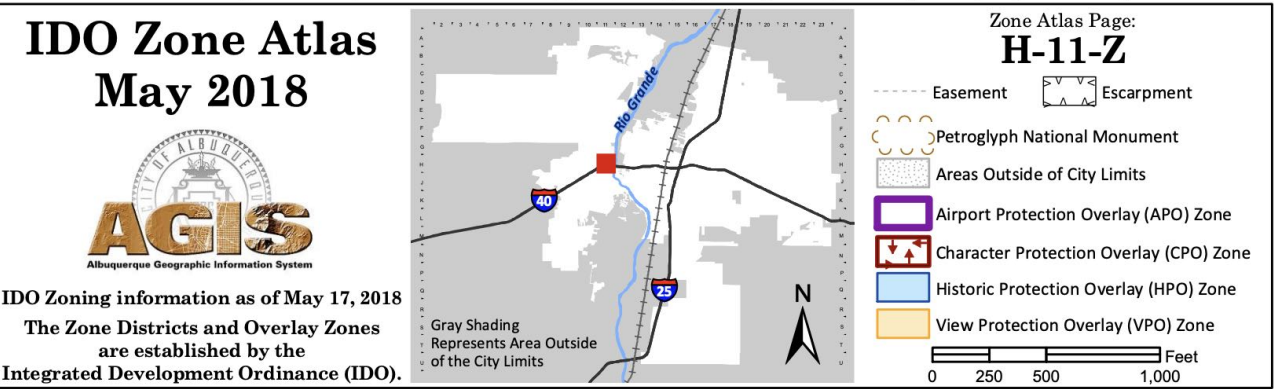 IDO Zone Atlas
May 2018
CITY OF ALBUQUERQUE
AGIS
Albuquerque Geographic Information System
IDO Zoning information as of May 17, 2018
The Zone Districts and Overlay Zones
are established by the
Integrated Development Ordinance (IDO).
Rio Grande
40
25
N
Gray Shading
Represents Area Outside
of the City Limits
Zone Atlas Page:
H-11-Z
Easement
Escarpment
Petroglyph National Monument
Areas Outside of City Limits
Airport Protection Overlay (APO) Zone
Character Protection Overlay (CPO) Zone
Historic Protection Overlay (HPO) Zone
View Protection Overlay (VPO) Zone
Feet
0 250 500 1,000